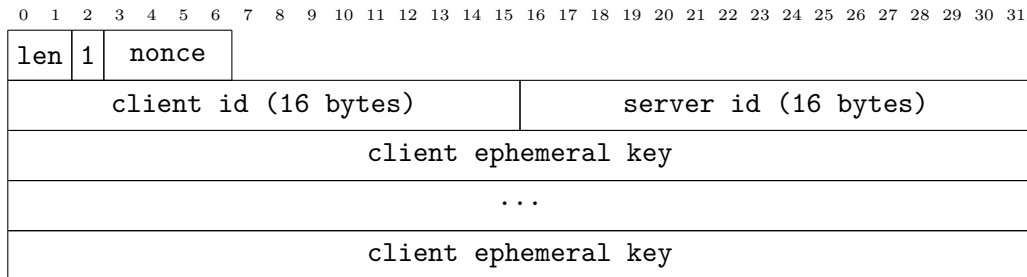 0 1 2 3 4 5 6 7 8 9 10 11 12 13 14 15 16 17 18 19 20 21 22 23 24 25 26 27 28 29 30 31
len 1 nonce
client id (16 bytes) server id (16 bytes)
client ephemeral key
...
client ephemeral key